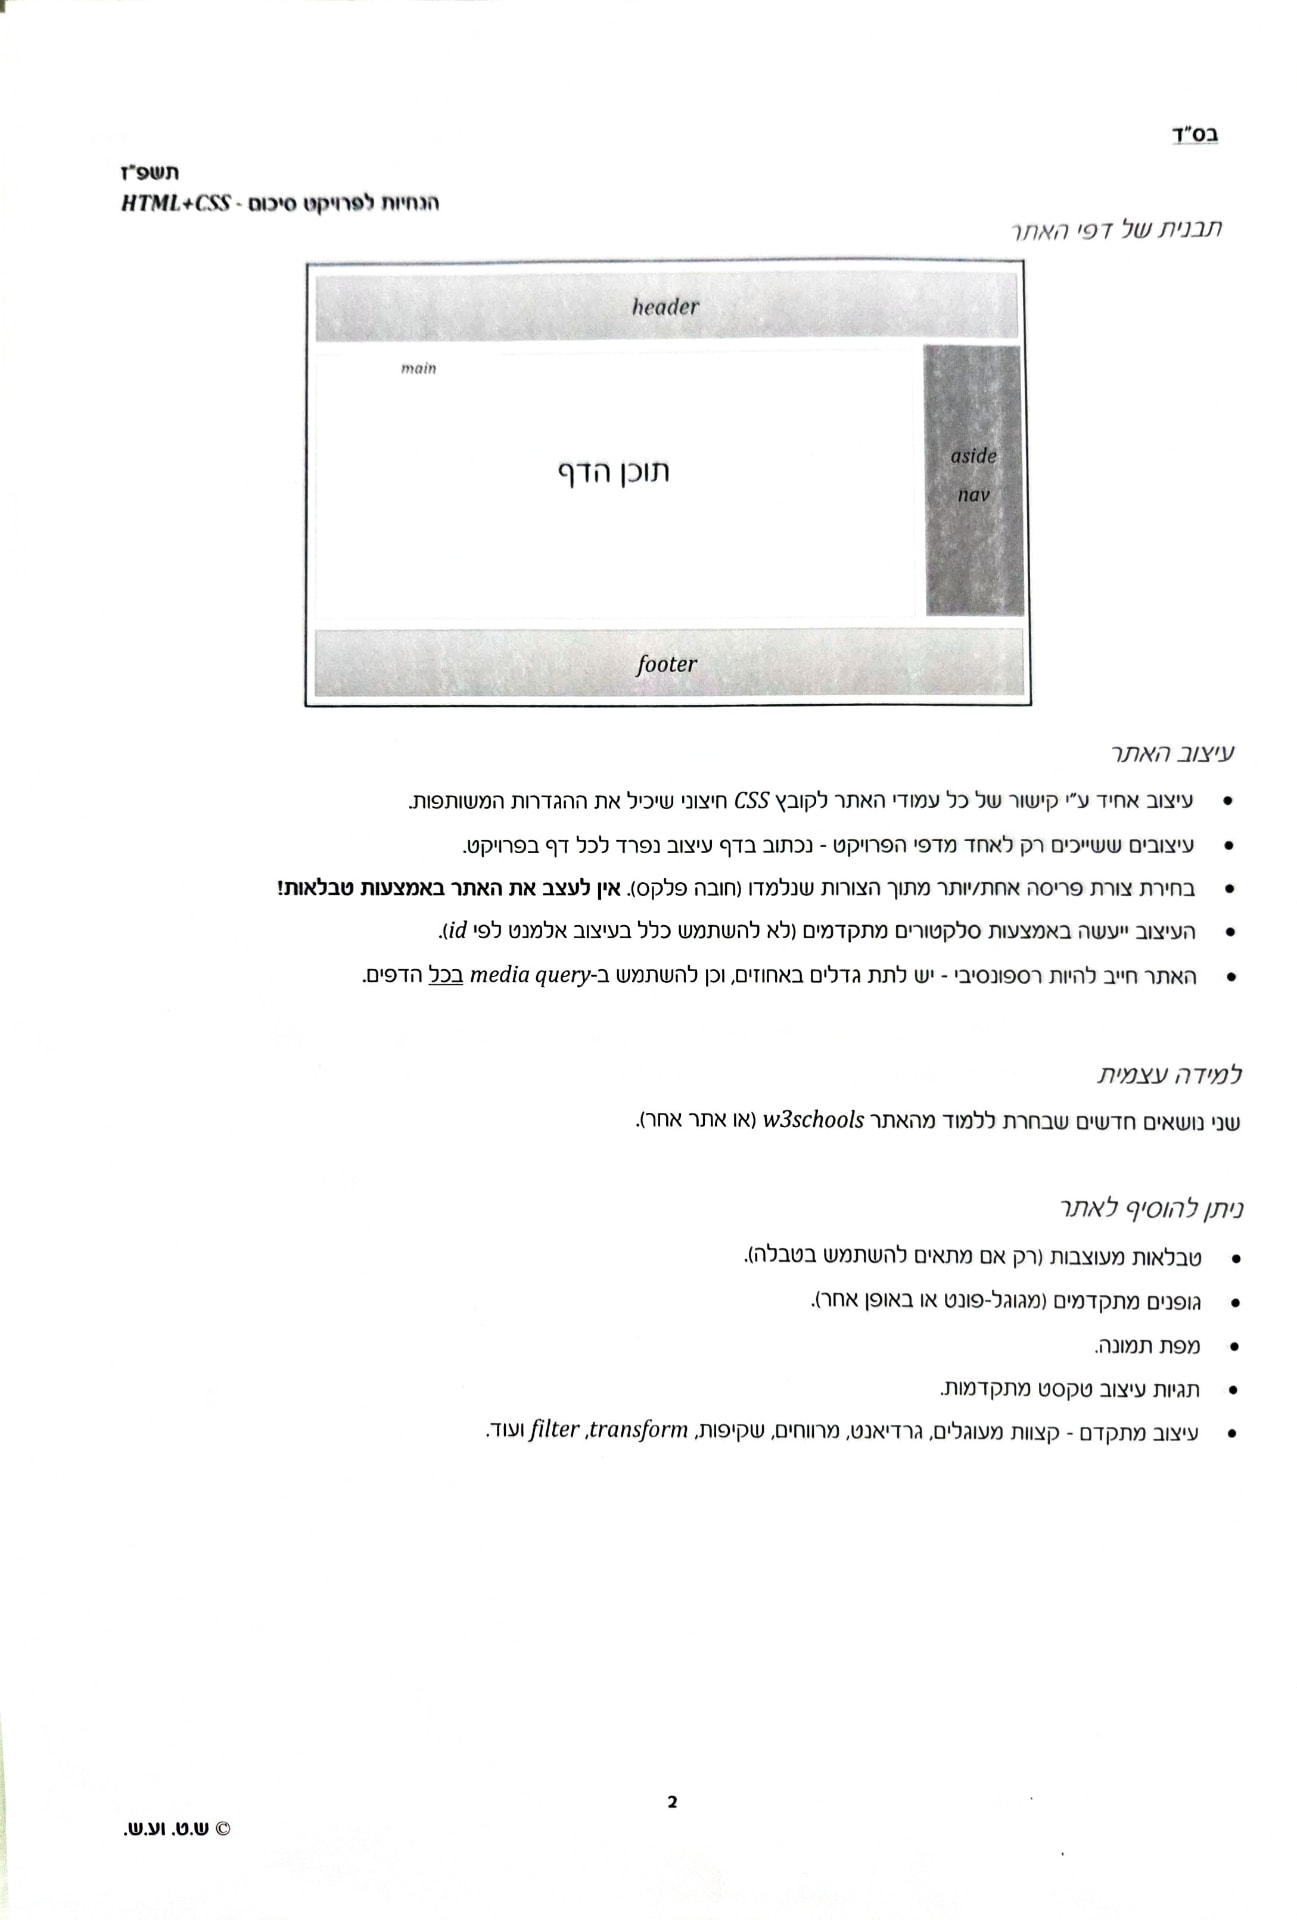 בס"ד
תשפ"ז
הנחיות לפרויקט סיכום - HTML+CSS
תבנית של דפי האתר
header
main
תוכן הדף
aside
nav
footer
עיצוב האתר
• עיצוב אחיד ע"י קישור של כל עמודי האתר לקובץ CSS חיצוני שיכיל את ההגדרות המשותפות.
• עיצובים ששייכים רק לאחד מדפי הפרויקט - נכתוב בדף עיצוב נפרד לכל דף בפרויקט.
• בחירת צורת פריסה אחת/יותר מתוך הצורות שנלמדו (חובה פלקס). אין לעצב את האתר באמצעות טבלאות!
• העיצוב ייעשה באמצעות סלקטורים מתקדמים (לא להשתמש כלל בעיצוב אלמנט לפי id).
• האתר חייב להיות רספונסיבי - יש לתת גדלים באחוזים, וכן להשתמש ב-media query בכל הדפים.
למידה עצמית
שני נושאים חדשים שבחרת ללמוד מהאתר w3schools (או אתר אחר).
ניתן להוסיף לאתר
• טבלאות מעוצבות (רק אם מתאים להשתמש בטבלה).
• גופנים מתקדמים (מגוגל-פונט או באופן אחר).
• מפת תמונה.
• תגיות עיצוב טקסט מתקדמות.
• עיצוב מתקדם - קצוות מעוגלים, גרדיאנט, מרווחים, שקיפות, filter ,transform ועוד.
2
© ש.ט. וע.ש.